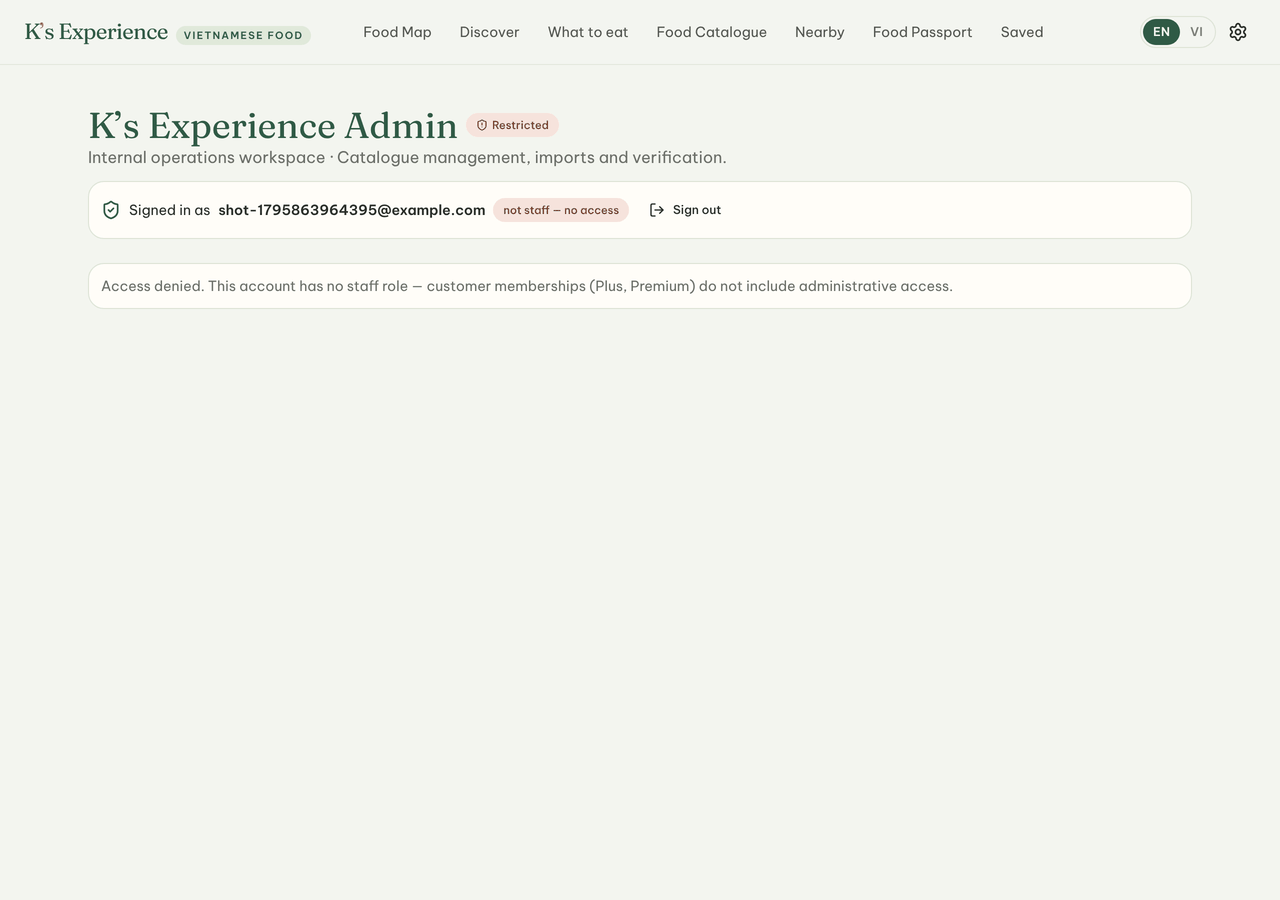 K’s Experience VIETNAMESE FOOD Food Map Discover What to eat Food Catalogue Nearby Food Passport Saved EN VI
K’s Experience Admin Restricted
Internal operations workspace · Catalogue management, imports and verification.
Signed in as shot-1795863964395@example.com not staff — no access Sign out
Access denied. This account has no staff role — customer memberships (Plus, Premium) do not include administrative access.